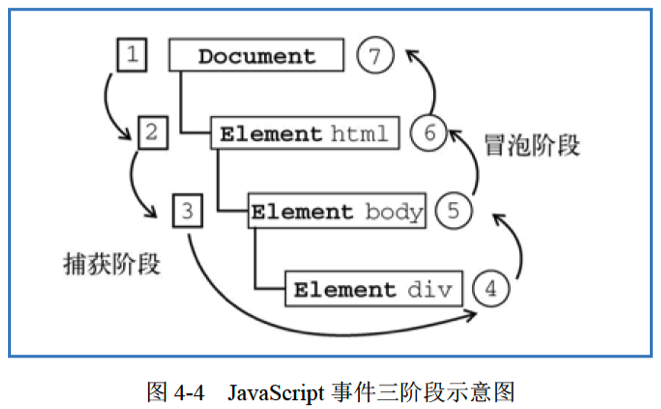 1 Document 7
2 Element html 6
冒泡阶段
3 Element body 5
捕获阶段
Element div 4
图 4-4 JavaScript 事件三阶段示意图